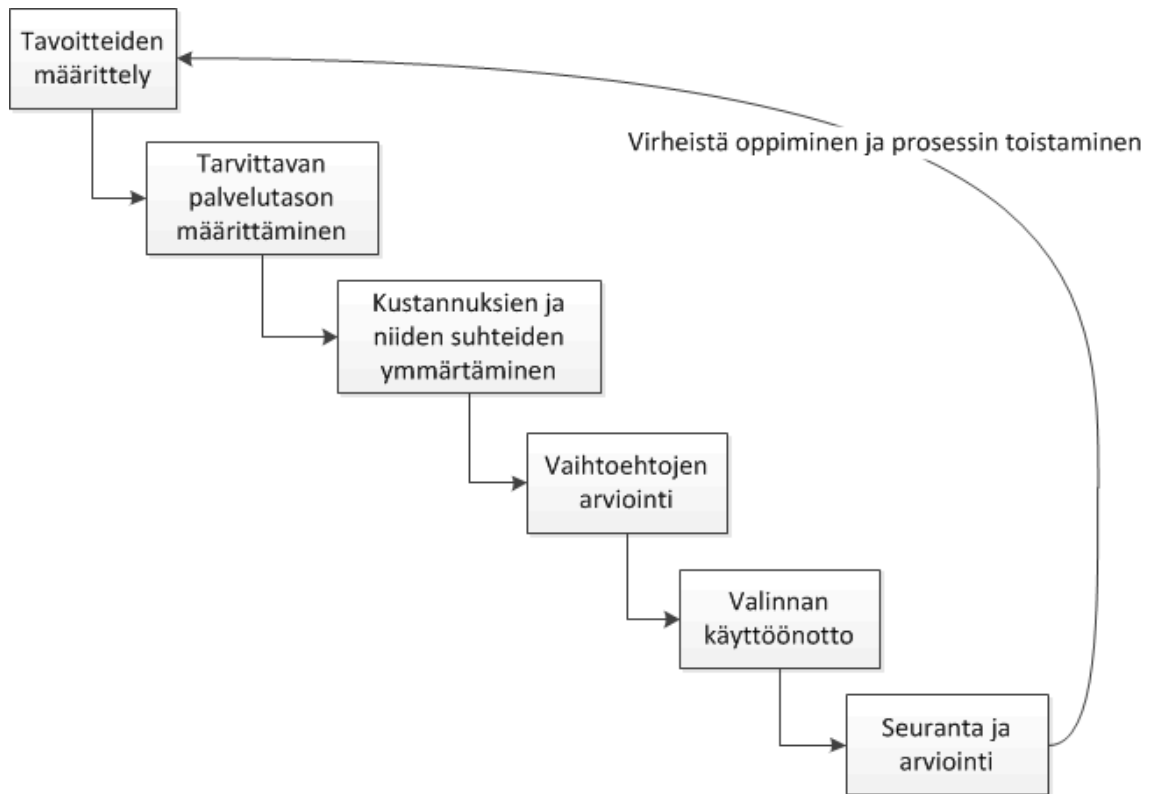 Tavoitteiden
määrittely
Virheistä oppiminen ja prosessin toistaminen
Tarvittavan
palvelutason
määrittäminen
Kustannuksien ja
niiden suhteiden
ymmärtäminen
Vaihtoehtojen
arviointi
Valinnan
käyttöönotto
Seuranta ja
arviointi